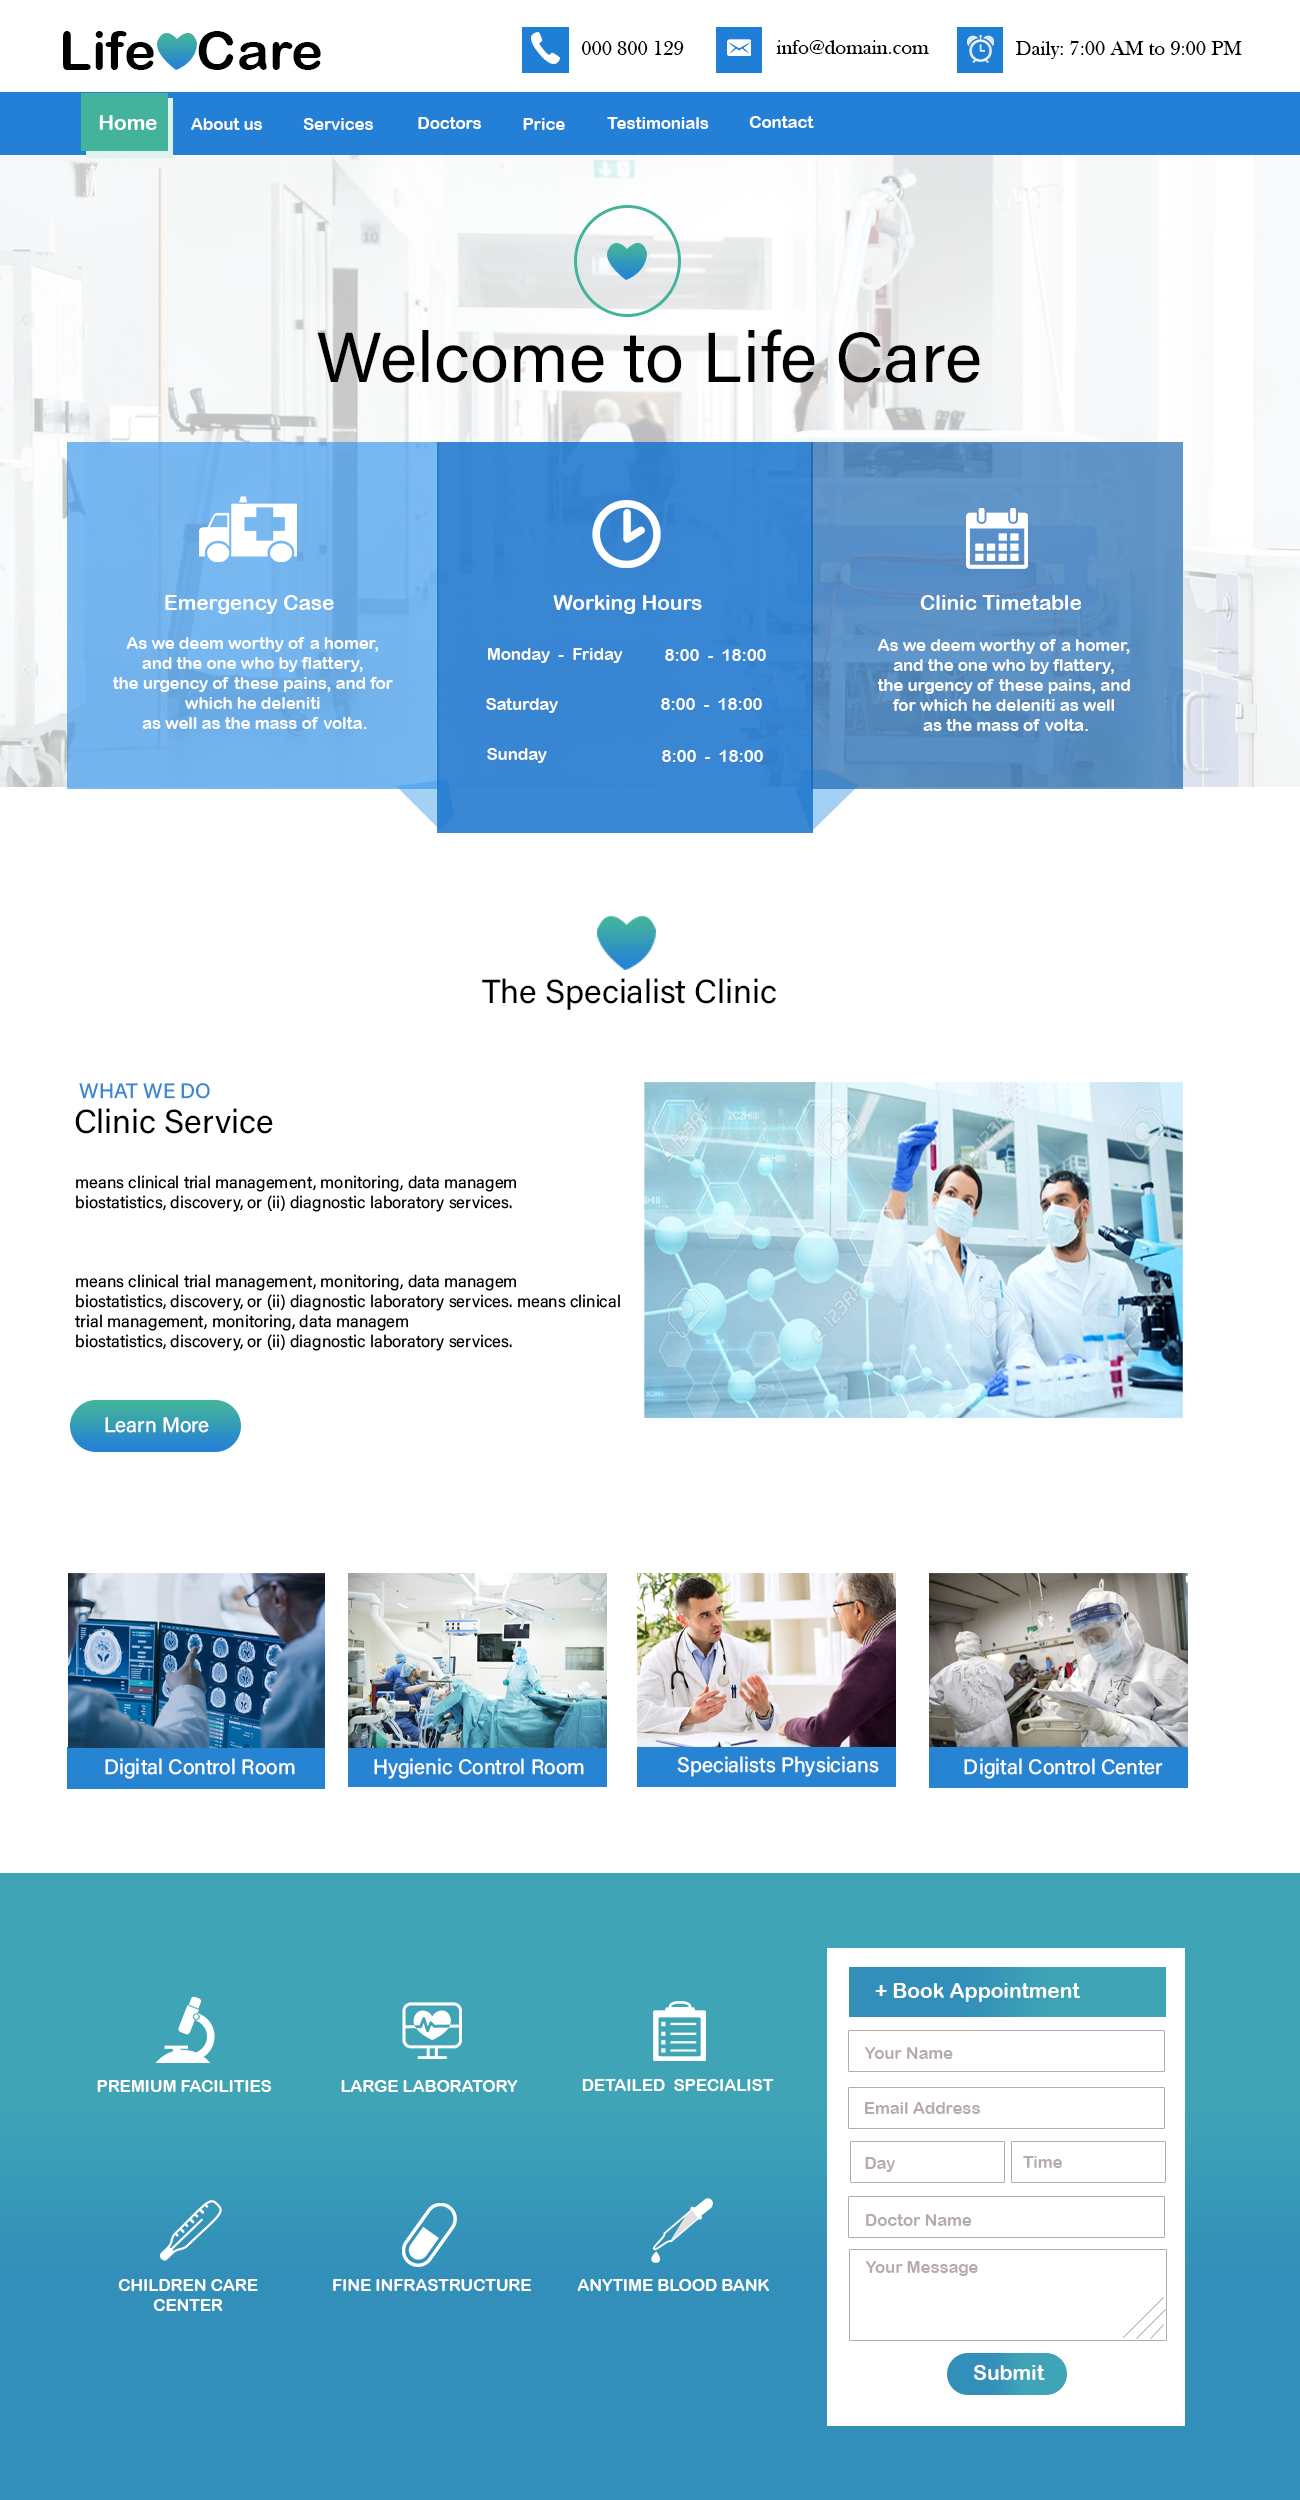 Life Care
000 800 129
info@domain.com
Daily: 7:00 AM to 9:00 PM
Home
About us
Services
Doctors
Price
Testimonials
Contact
10
Welcome to Life Care
Emergency Case
As we deem worthy of a homer,
and the one who by flattery,
the urgency of these pains, and for
which he deleniti
as well as the mass of volta.
Working Hours
Monday - Friday 8:00 - 18:00
Saturday 8:00 - 18:00
Sunday 8:00 - 18:00
Clinic Timetable
As we deem worthy of a homer,
and the one who by flattery,
the urgency of these pains, and
for which he deleniti as well
as the mass of volta.
The Specialist Clinic
WHAT WE DO
Clinic Service
means clinical trial management, monitoring, data managem
biostatistics, discovery, or (ii) diagnostic laboratory services.
means clinical trial management, monitoring, data managem
biostatistics, discovery, or (ii) diagnostic laboratory services. means clinical
trial management, monitoring, data managem
biostatistics, discovery, or (ii) diagnostic laboratory services.
Learn More
Digital Control Room
Hygienic Control Room
Specialists Physicians
Digital Control Center
PREMIUM FACILITIES
LARGE LABORATORY
DETAILED SPECIALIST
CHILDREN CARE
CENTER
FINE INFRASTRUCTURE
ANYTIME BLOOD BANK
+ Book Appointment
Your Name
Email Address
Day
Time
Doctor Name
Your Message
Submit